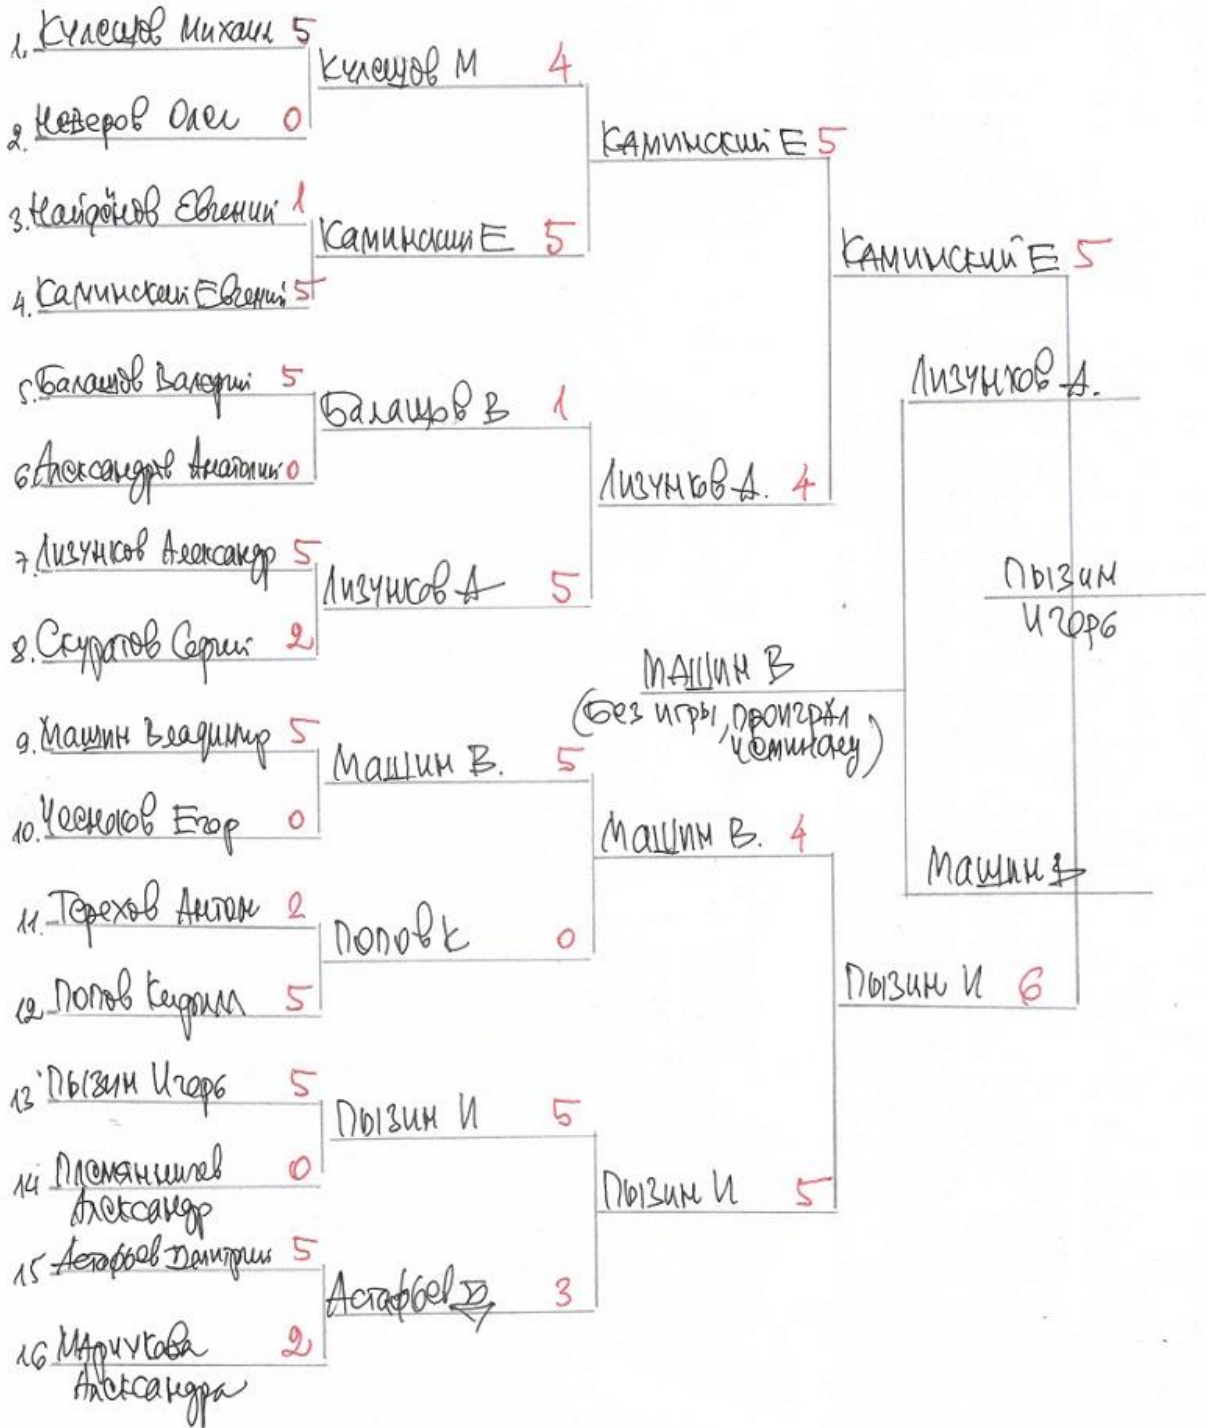 1. Кулешов Михаил 5
2. Неверов Олег 0
3. Найдёнов Евгений 1
4. Каминский Евгений 5
5. Балашов Валерий 5
6. Александров Анатолий 0
7. Лизунков Александр 5
8. Скуратов Сергей 2
9. Машин Владимир 5
10. Чесноков Егор 0
11. Терехов Антон 2
12 Попов Кирилл 5
13 Пызин Игорь 5
14 Племянничев 0
Александр
15 Астафьев Дмитрий 5
16 Марчукова 2
Александра
Кулешов М 4
Каминский Е 5
Балашов В 1
Лизунков А 5
Машин В. 5
Попов К 0
Пызин И 5
Астафьев Д 3
Каминский Е 5
Лизунков А. 4
Машин В. 4
Пызин И 5
Каминский Е 5
Пызин И 6
Машин В
(без игры, проиграл
финалу)
Лизунков А.
Машин В
Пызин
Игорь